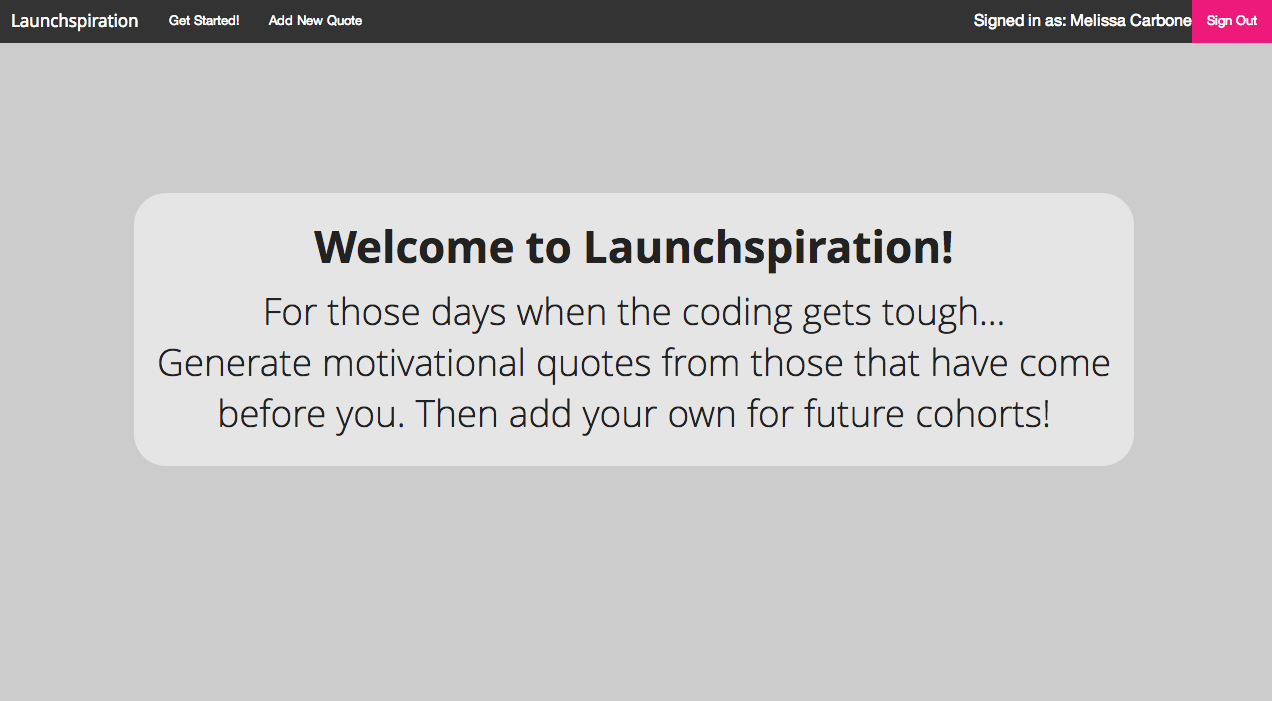 Launchspiration Get Started! Add New Quote Signed in as: Melissa Carbone Sign Out
Welcome to Launchspiration!
For those days when the coding gets tough...
Generate motivational quotes from those that have come
before you. Then add your own for future cohorts!